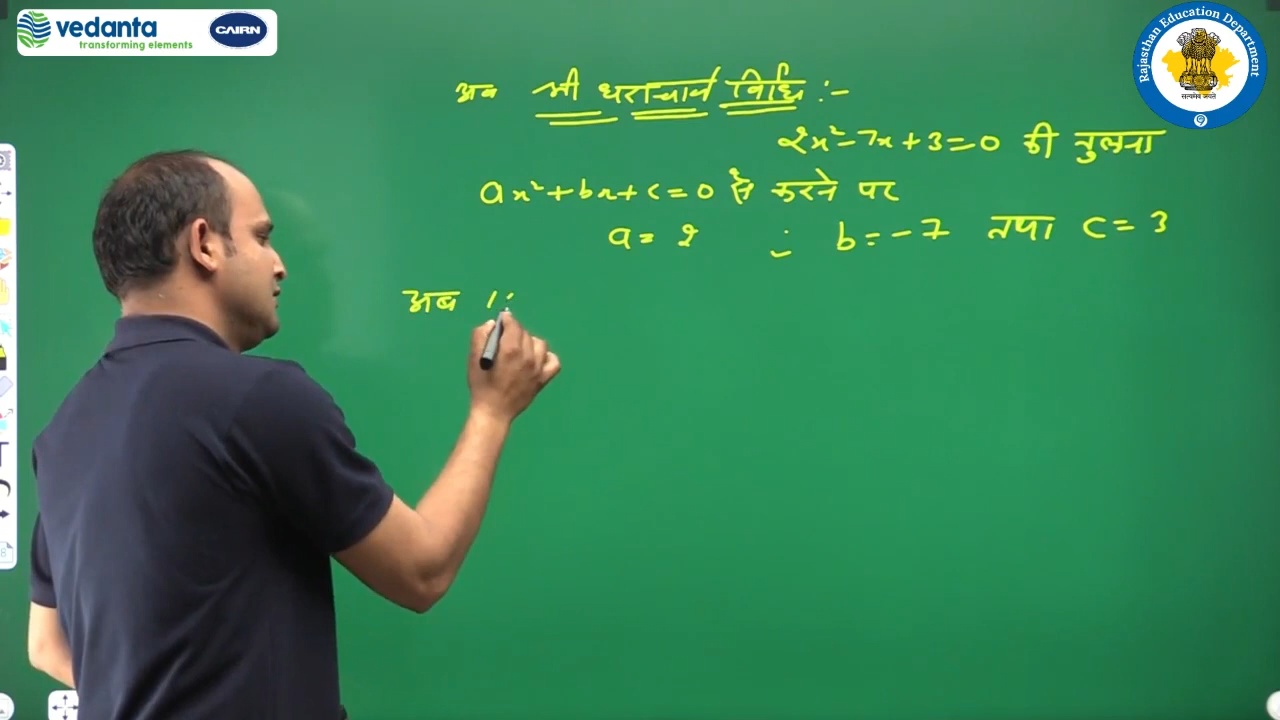 vedanta
transforming elements
CAIRN
Rajasthan Education Department
सत्यमेव जयते
अब श्री धराचार्य विधि :-
2x² - 7x + 3 = 0 की तुलना
ax² + bx + c = 0 से करने पर
a = 2 ; b = -7 तथा c = 3
अब